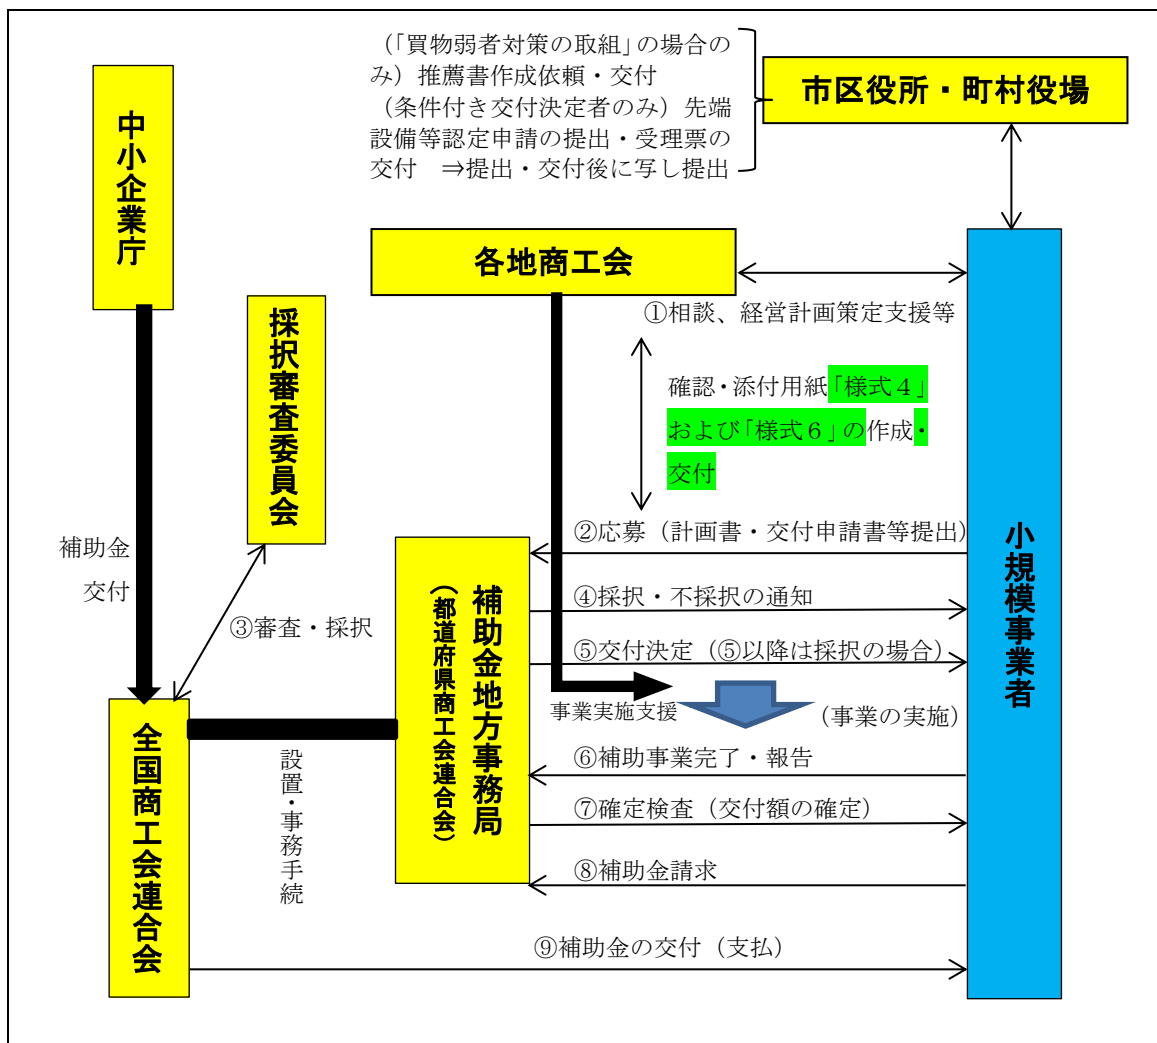 （「買物弱者対策の取組」の場合の
み）推薦書作成依頼・交付
（条件付き交付決定者のみ）先端
設備等認定申請の提出・受理票の
交付　⇒提出・交付後に写し提出
市区役所・町村役場
中小企業庁
各地商工会
①相談、経営計画策定支援等
採択審査委員会
確認・添付用紙「様式４」
および「様式６」の作成・
交付
補助金
交付
②応募（計画書・交付申請書等提出）
小規模事業者
③審査・採択
補助金地方事務局
（都道府県商工会連合会）
④採択・不採択の通知
⑤交付決定（⑤以降は採択の場合）
事業実施支援
（事業の実施）
全国商工会連合会
設置・事務手続
⑥補助事業完了・報告
⑦確定検査（交付額の確定）
⑧補助金請求
⑨補助金の交付（支払）